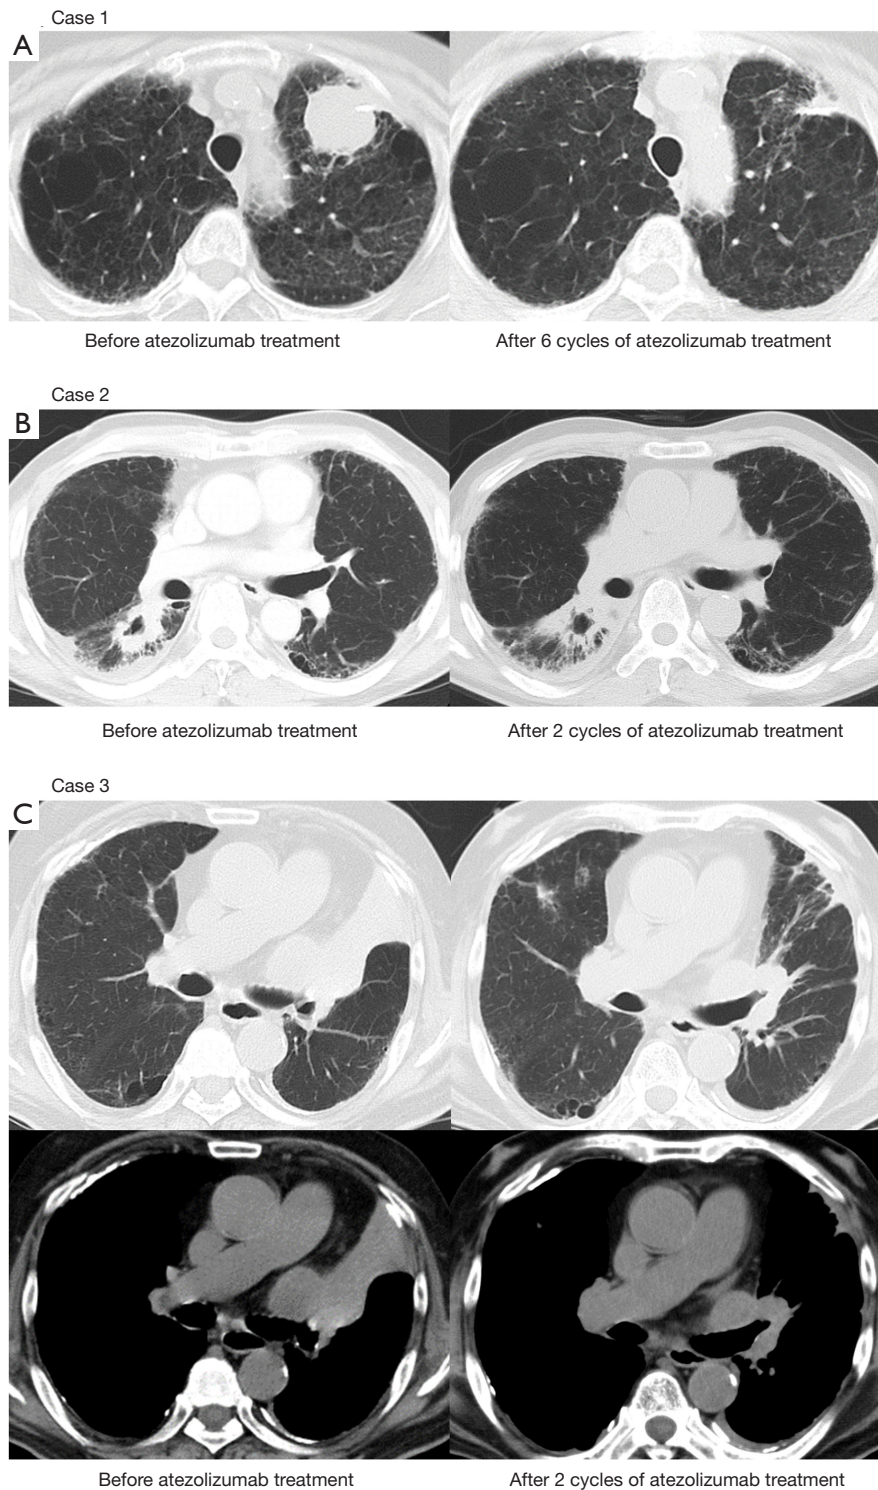 Case 1
A
Before atezolizumab treatment
After 6 cycles of atezolizumab treatment
Case 2
B
Before atezolizumab treatment
After 2 cycles of atezolizumab treatment
Case 3
C
Before atezolizumab treatment
After 2 cycles of atezolizumab treatment